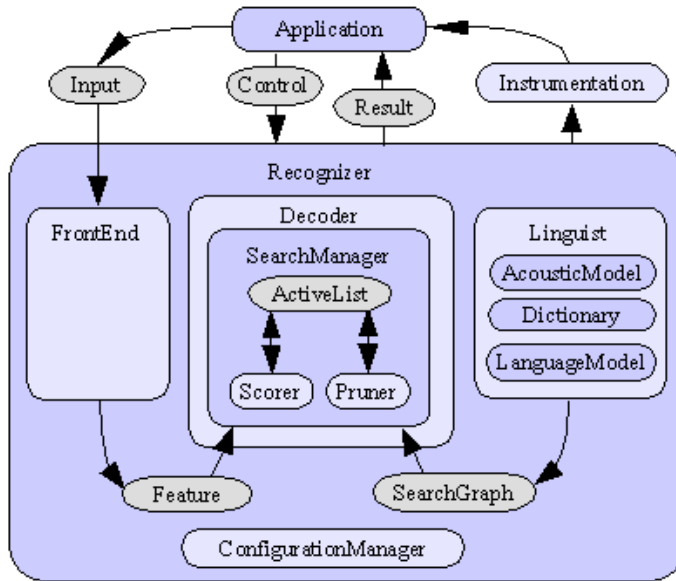 Application
Input
Control
Result
Instrumentation
Recognizer
FrontEnd
Decoder
SearchManager
ActiveList
Scorer
Pruner
Linguist
AcousticModel
Dictionary
LanguageModel
Feature
SearchGraph
ConfigurationManager